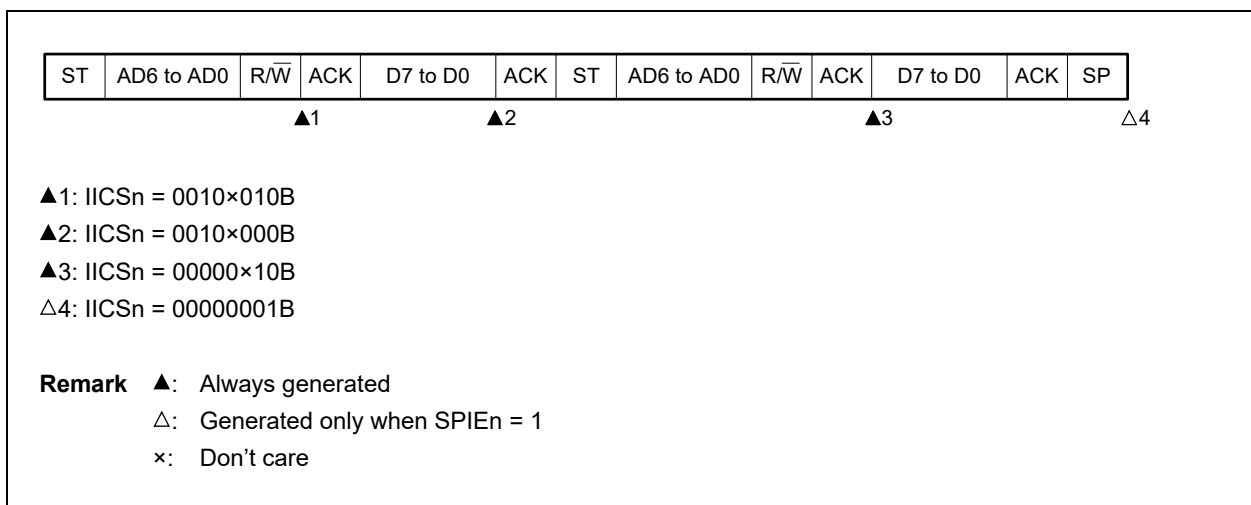 ST AD6 to AD0 R/W̅ ACK D7 to D0 ACK ST AD6 to AD0 R/W̅ ACK D7 to D0 ACK SP
▲1 ▲2 ▲3 △4
▲1: IICSn = 0010×010B
▲2: IICSn = 0010×000B
▲3: IICSn = 00000×10B
△4: IICSn = 00000001B
Remark ▲: Always generated
△: Generated only when SPIEn = 1
×: Don’t care